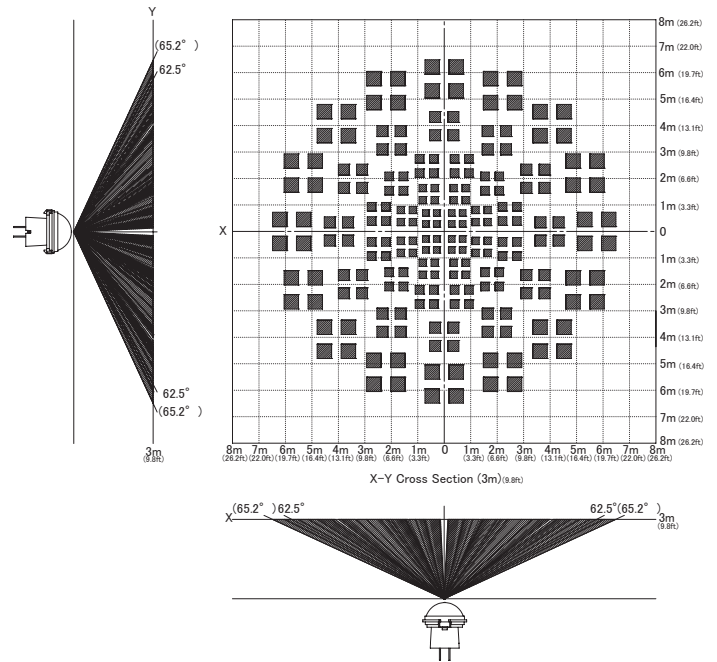 Y
(65.2°)
62.5°
62.5°
(65.2°)
3m
(9.8ft)
X
8m (26.2ft)
7m (22.0ft)
6m (19.7ft)
5m (16.4ft)
4m (13.1ft)
3m (9.8ft)
2m (6.6ft)
1m (3.3ft)
0
1m (3.3ft)
2m (6.6ft)
3m (9.8ft)
4m (13.1ft)
5m (16.4ft)
6m (19.7ft)
7m (22.0ft)
8m (26.2ft)
8m 7m 6m 5m 4m 3m 2m 1m 0 1m 2m 3m 4m 5m 6m 7m 8m
(26.2ft) (22.0ft) (19.7ft) (16.4ft) (13.1ft) (9.8ft) (6.6ft) (3.3ft) (3.3ft) (6.6ft) (9.8ft) (13.1ft) (16.4ft) (19.7ft) (22.0ft) (26.2ft)
X-Y Cross Section (3m)(9.8ft)
X (65.2°) 62.5° 62.5° (65.2°)
3m
(9.8ft)